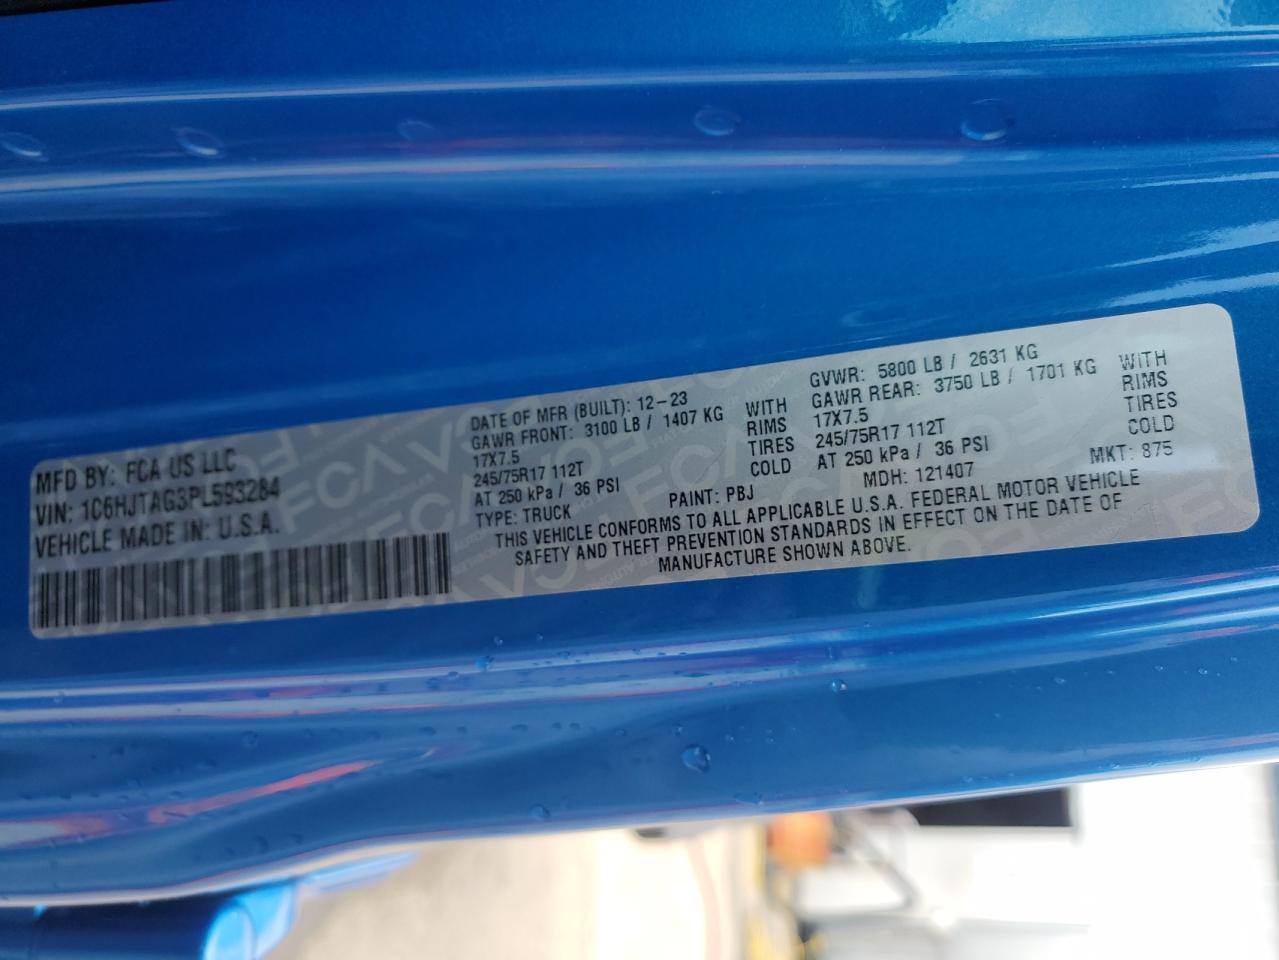 MFD BY: FCA US LLC
VIN: 1C6HJTAG3PL593284
VEHICLE MADE IN: U.S.A.
DATE OF MFR (BUILT): 12-23
GAWR FRONT: 3100 LB / 1407 KG WITH
17X7.5 RIMS
245/75R17 112T TIRES
AT 250 kPa / 36 PSI COLD
TYPE: TRUCK
PAINT: PBJ
GVWR: 5800 LB / 2631 KG
GAWR REAR: 3750 LB / 1701 KG WITH
17X7.5 RIMS
245/75R17 112T TIRES
AT 250 kPa / 36 PSI COLD
MDH: 121407
MKT: 875
THIS VEHICLE CONFORMS TO ALL APPLICABLE U.S.A. FEDERAL MOTOR VEHICLE
SAFETY AND THEFT PREVENTION STANDARDS IN EFFECT ON THE DATE OF
MANUFACTURE SHOWN ABOVE.